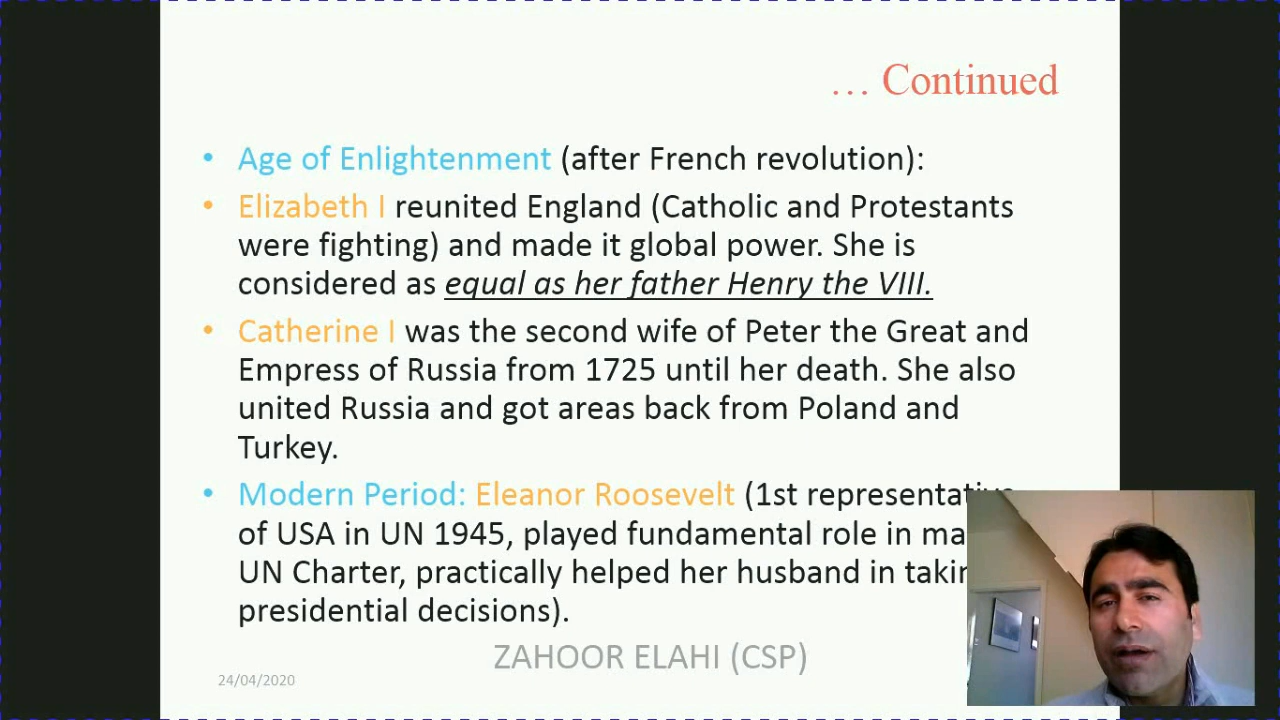 … Continued
• Age of Enlightenment (after French revolution):
• Elizabeth I reunited England (Catholic and Protestants
were fighting) and made it global power. She is
considered as equal as her father Henry the VIII.
• Catherine I was the second wife of Peter the Great and
Empress of Russia from 1725 until her death. She also
united Russia and got areas back from Poland and
Turkey.
• Modern Period: Eleanor Roosevelt (1st representative
of USA in UN 1945, played fundamental role in ma
UN Charter, practically helped her husband in takin
presidential decisions).
ZAHOOR ELAHI (CSP)
24/04/2020